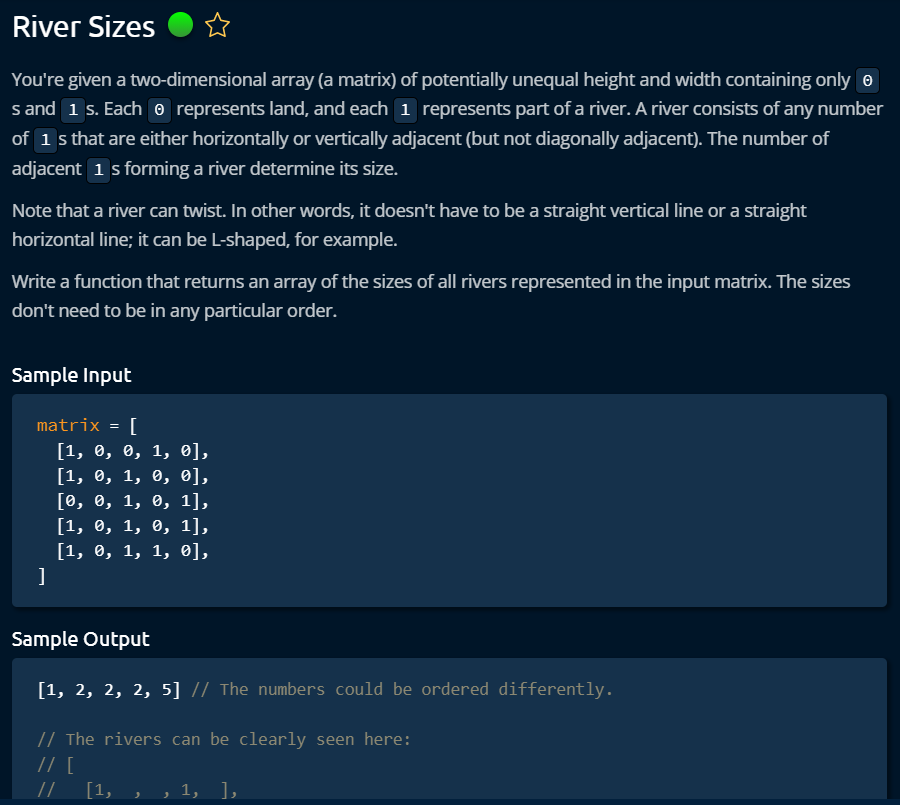 River Sizes
You're given a two-dimensional array (a matrix) of potentially unequal height and width containing only 0
s and 1 s. Each 0 represents land, and each 1 represents part of a river. A river consists of any number
of 1 s that are either horizontally or vertically adjacent (but not diagonally adjacent). The number of
adjacent 1 s forming a river determine its size.
Note that a river can twist. In other words, it doesn't have to be a straight vertical line or a straight
horizontal line; it can be L-shaped, for example.
Write a function that returns an array of the sizes of all rivers represented in the input matrix. The sizes
don't need to be in any particular order.
Sample Input
matrix = [
  [1, 0, 0, 1, 0],
  [1, 0, 1, 0, 0],
  [0, 0, 1, 0, 1],
  [1, 0, 1, 0, 1],
  [1, 0, 1, 1, 0],
]
Sample Output
[1, 2, 2, 2, 5] // The numbers could be ordered differently.
// The rivers can be clearly seen here:
// [
//   [1,  ,  , 1,  ],